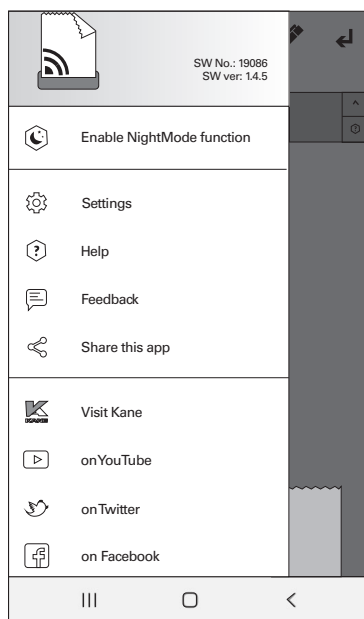 SW No.: 19086
SW ver: 1.4.5
Enable NightMode function
Settings
Help
Feedback
Share this app
KANE
Visit Kane
onYouTube
onTwitter
on Facebook